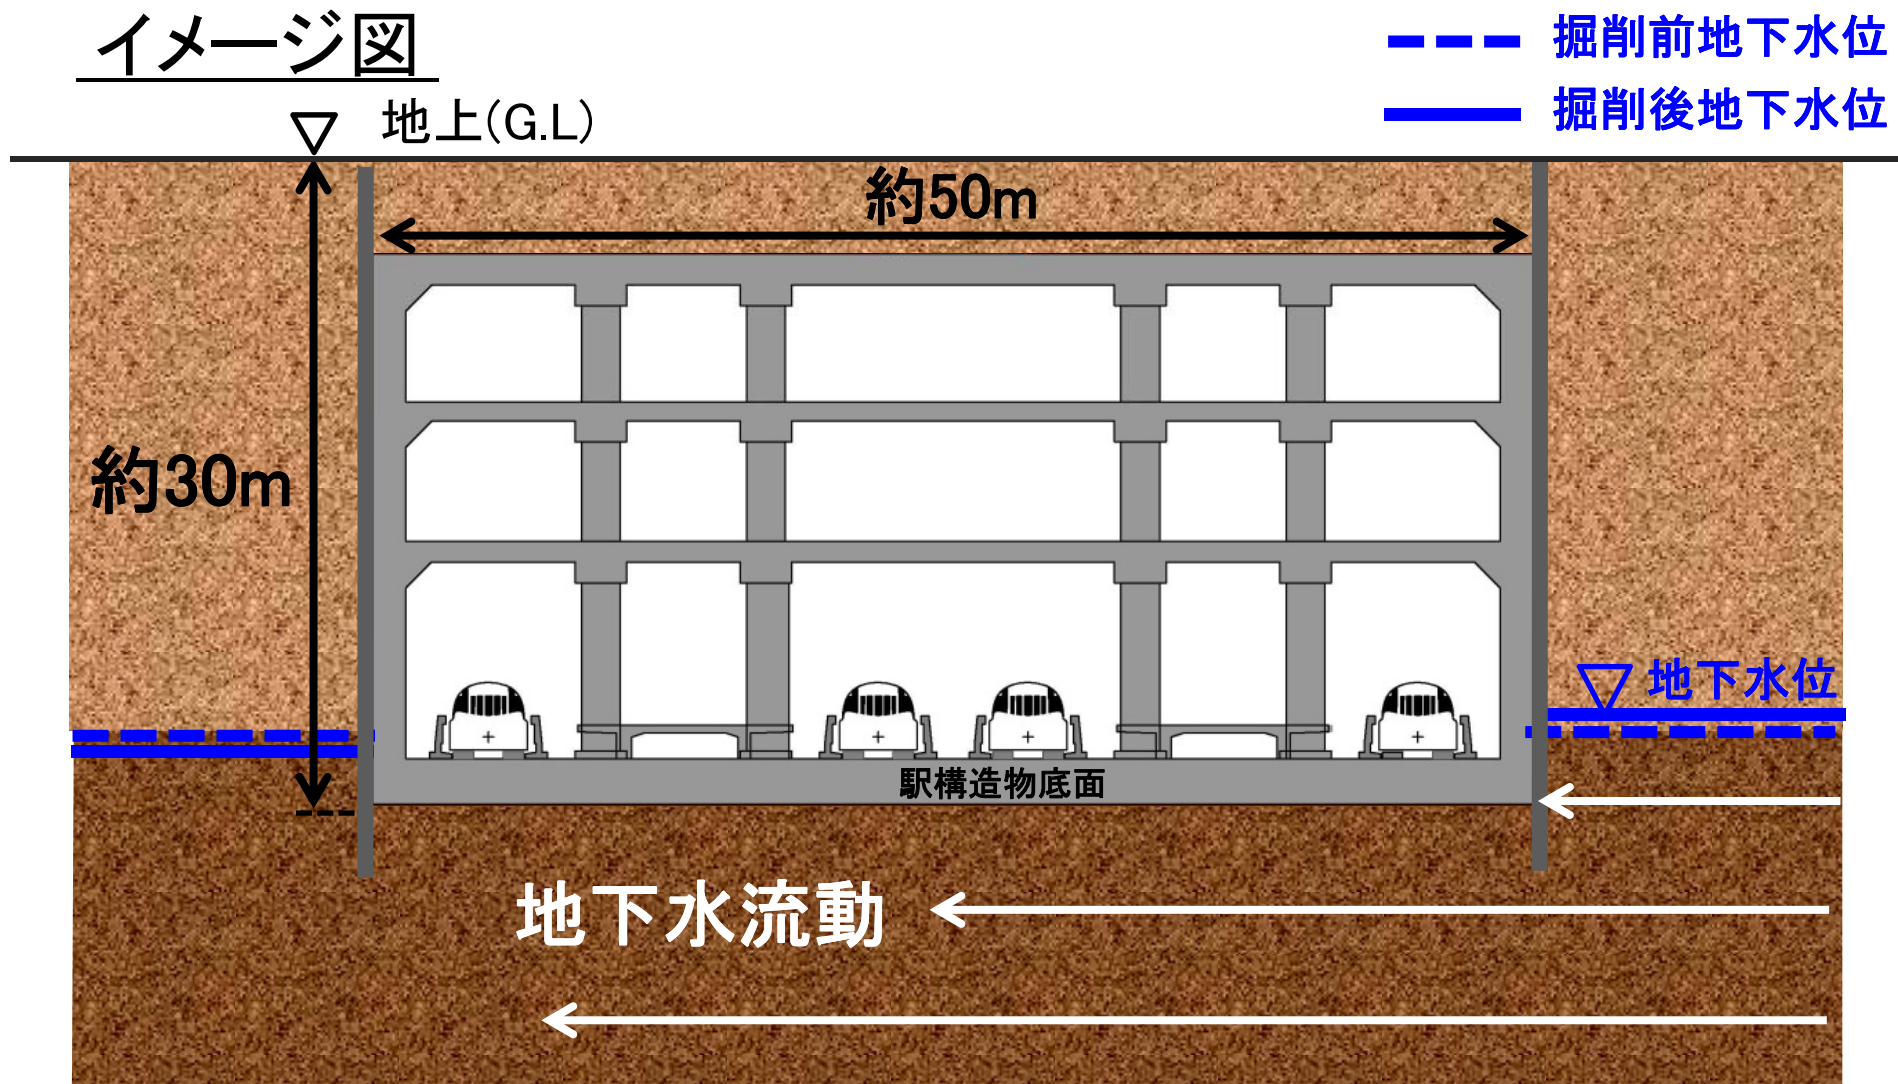 イメージ図
掘削前地下水位
掘削後地下水位
地上(G.L)
約50m
約30m
地下水位
駅構造物底面
地下水流動